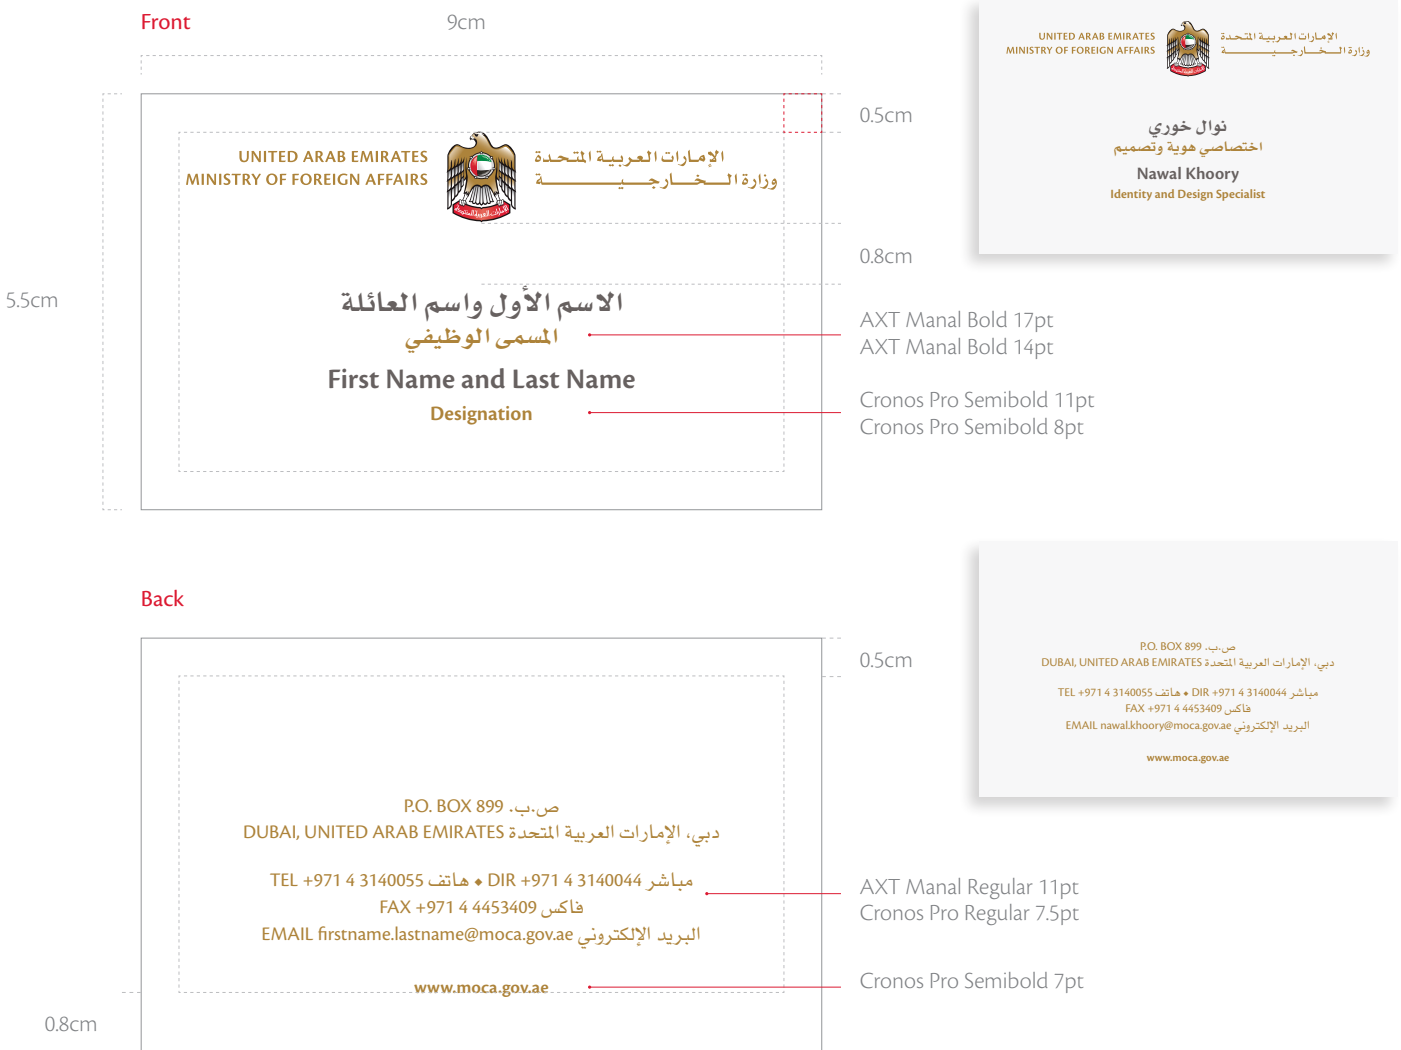 Front
9cm
UNITED ARAB EMIRATES
MINISTRY OF FOREIGN AFFAIRS
الإمارات العربية المتحدة
وزارة الخارجية
0.5cm
0.8cm
5.5cm
الاسم الأول واسم العائلة
المسمى الوظيفي
First Name and Last Name
Designation
AXT Manal Bold 17pt
AXT Manal Bold 14pt
Cronos Pro Semibold 11pt
Cronos Pro Semibold 8pt
UNITED ARAB EMIRATES
MINISTRY OF FOREIGN AFFAIRS
الإمارات العربية المتحدة
وزارة الخارجية
نوال خوري
اختصاصي هوية وتصميم
Nawal Khoory
Identity and Design Specialist
Back
0.5cm
P.O. BOX 899 ص.ب.
DUBAI, UNITED ARAB EMIRATES دبي، الإمارات العربية المتحدة
TEL +971 4 3140055 هاتف ◆ DIR +971 4 3140044 مباشر
FAX +971 4 4453409 فاكس
EMAIL firstname.lastname@moca.gov.ae البريد الإلكتروني
www.moca.gov.ae
AXT Manal Regular 11pt
Cronos Pro Regular 7.5pt
Cronos Pro Semibold 7pt
0.8cm
P.O. BOX 899 ص.ب.
DUBAI, UNITED ARAB EMIRATES دبي، الإمارات العربية المتحدة
TEL +971 4 3140055 هاتف ◆ DIR +971 4 3140044 مباشر
FAX +971 4 4453409 فاكس
EMAIL nawal.khoory@moca.gov.ae البريد الإلكتروني
www.moca.gov.ae